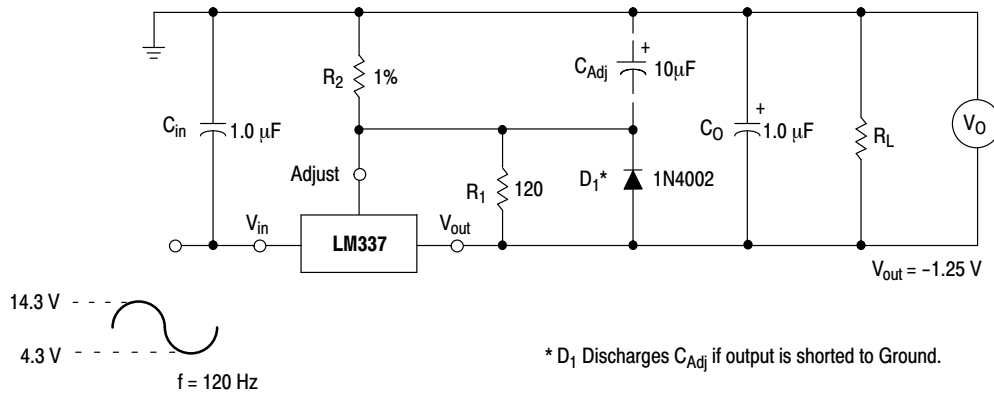 R2 1%
CAdj + 10μF
Cin 1.0 μF
CO + 1.0 μF
RL
VO
Adjust
R1 120
D1* 1N4002
Vin
LM337
Vout
Vout = –1.25 V
14.3 V
4.3 V
f = 120 Hz
* D1 Discharges CAdj if output is shorted to Ground.